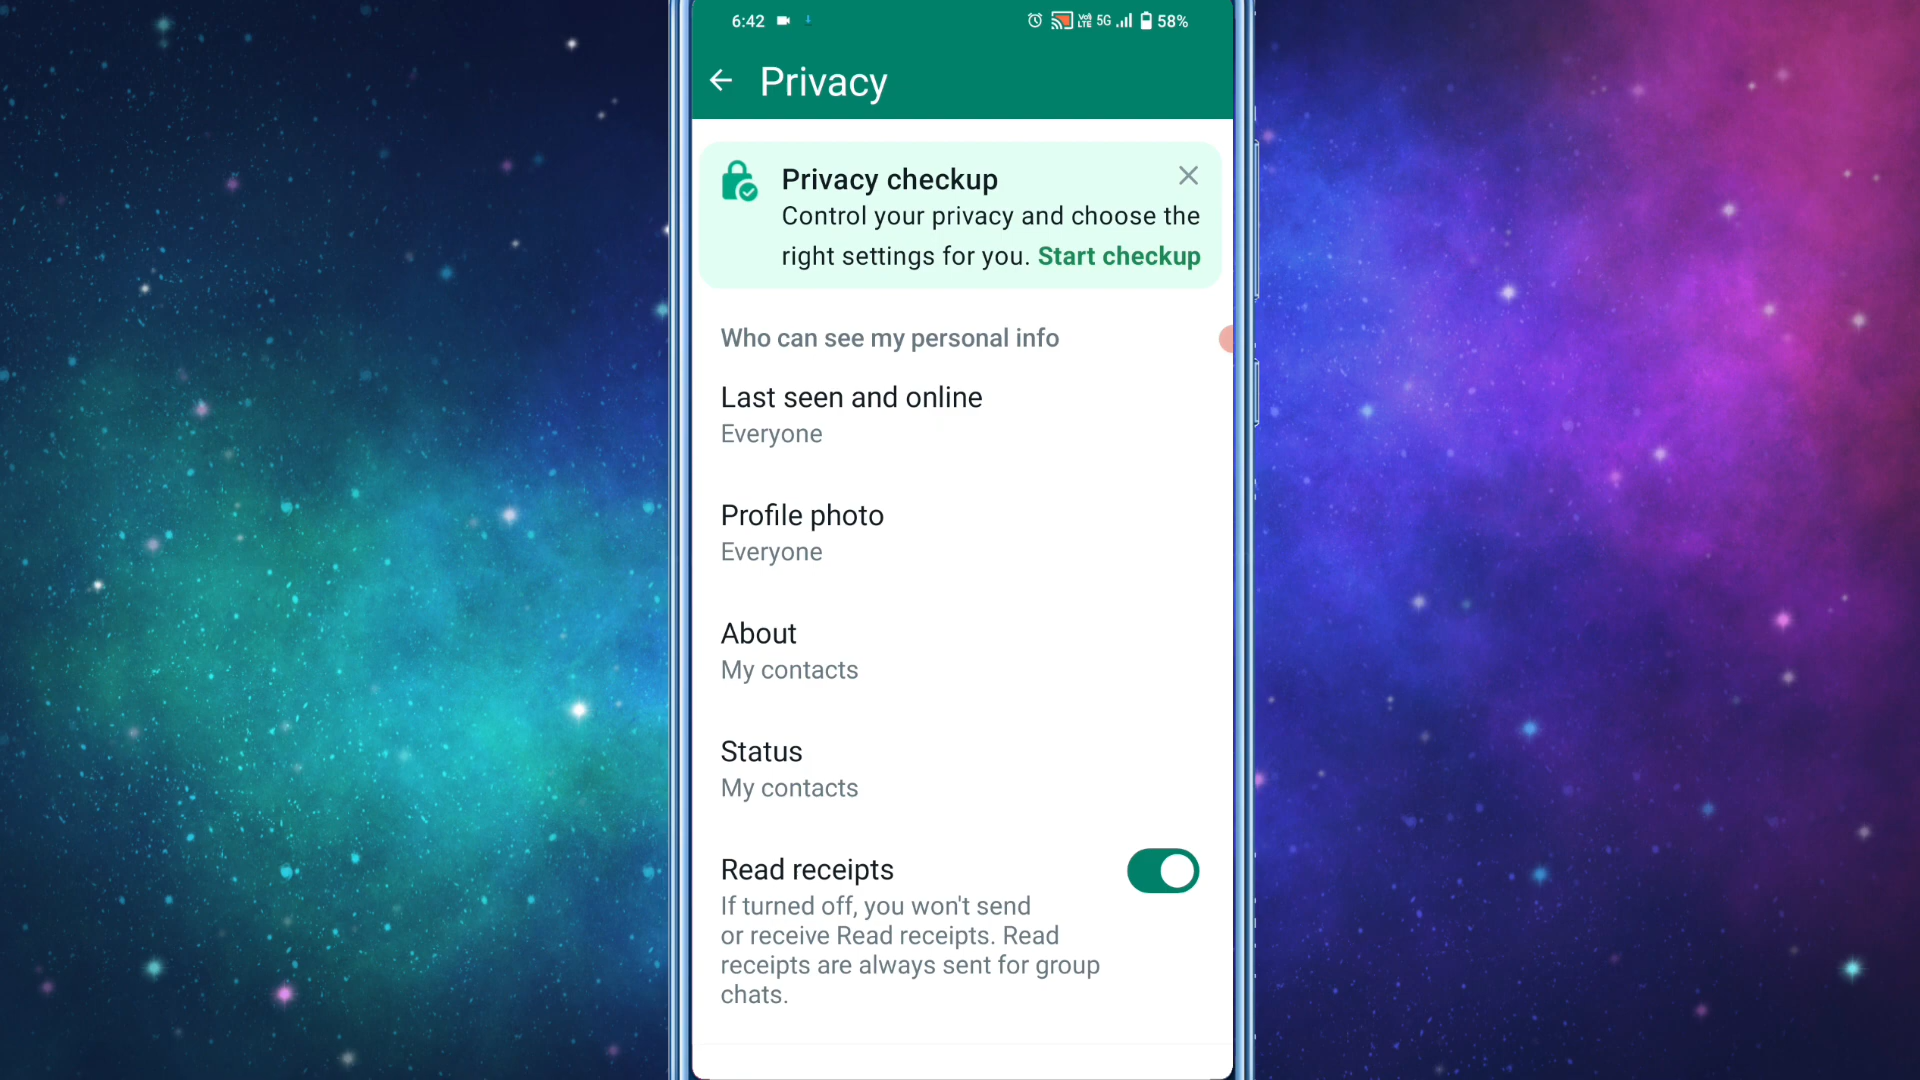 6:42 Vo) LTE 5G 58%
Privacy
Privacy checkup
Control your privacy and choose the
right settings for you. Start checkup
Who can see my personal info
Last seen and online
Everyone
Profile photo
Everyone
About
My contacts
Status
My contacts
Read receipts
If turned off, you won't send
or receive Read receipts. Read
receipts are always sent for group
chats.